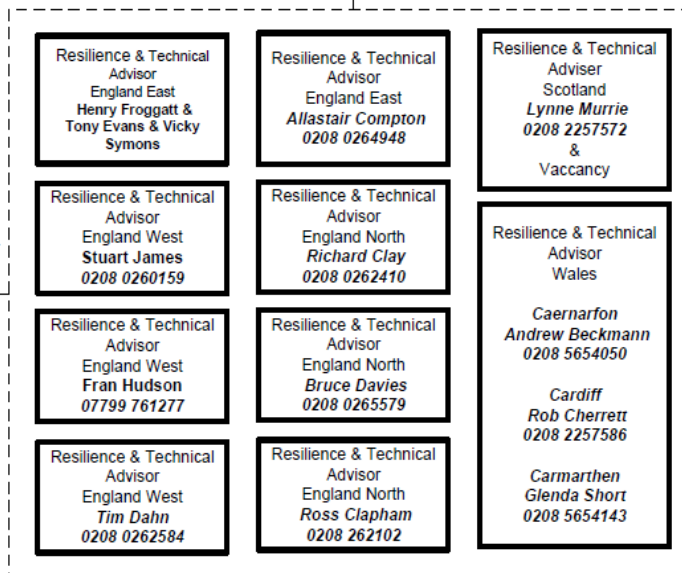 Resilience & Technical
Advisor
England East
Henry Froggatt &
Tony Evans & Vicky
Symons
Resilience & Technical
Advisor
England West
Stuart James
0208 0260159
Resilience & Technical
Advisor
England West
Fran Hudson
07799 761277
Resilience & Technical
Advisor
England West
Tim Dahn
0208 0262584
Resilience & Technical
Advisor
England East
Allastair Compton
0208 0264948
Resilience & Technical
Advisor
England North
Richard Clay
0208 0262410
Resilience & Technical
Advisor
England North
Bruce Davies
0208 0265579
Resilience & Technical
Advisor
England North
Ross Clapham
0208 262102
Resilience & Technical
Adviser
Scotland
Lynne Murrie
0208 2257572
&
Vaccancy
Resilience & Technical
Advisor
Wales
Caernarfon
Andrew Beckmann
0208 5654050
Cardiff
Rob Cherrett
0208 2257586
Carmarthen
Glenda Short
0208 5654143